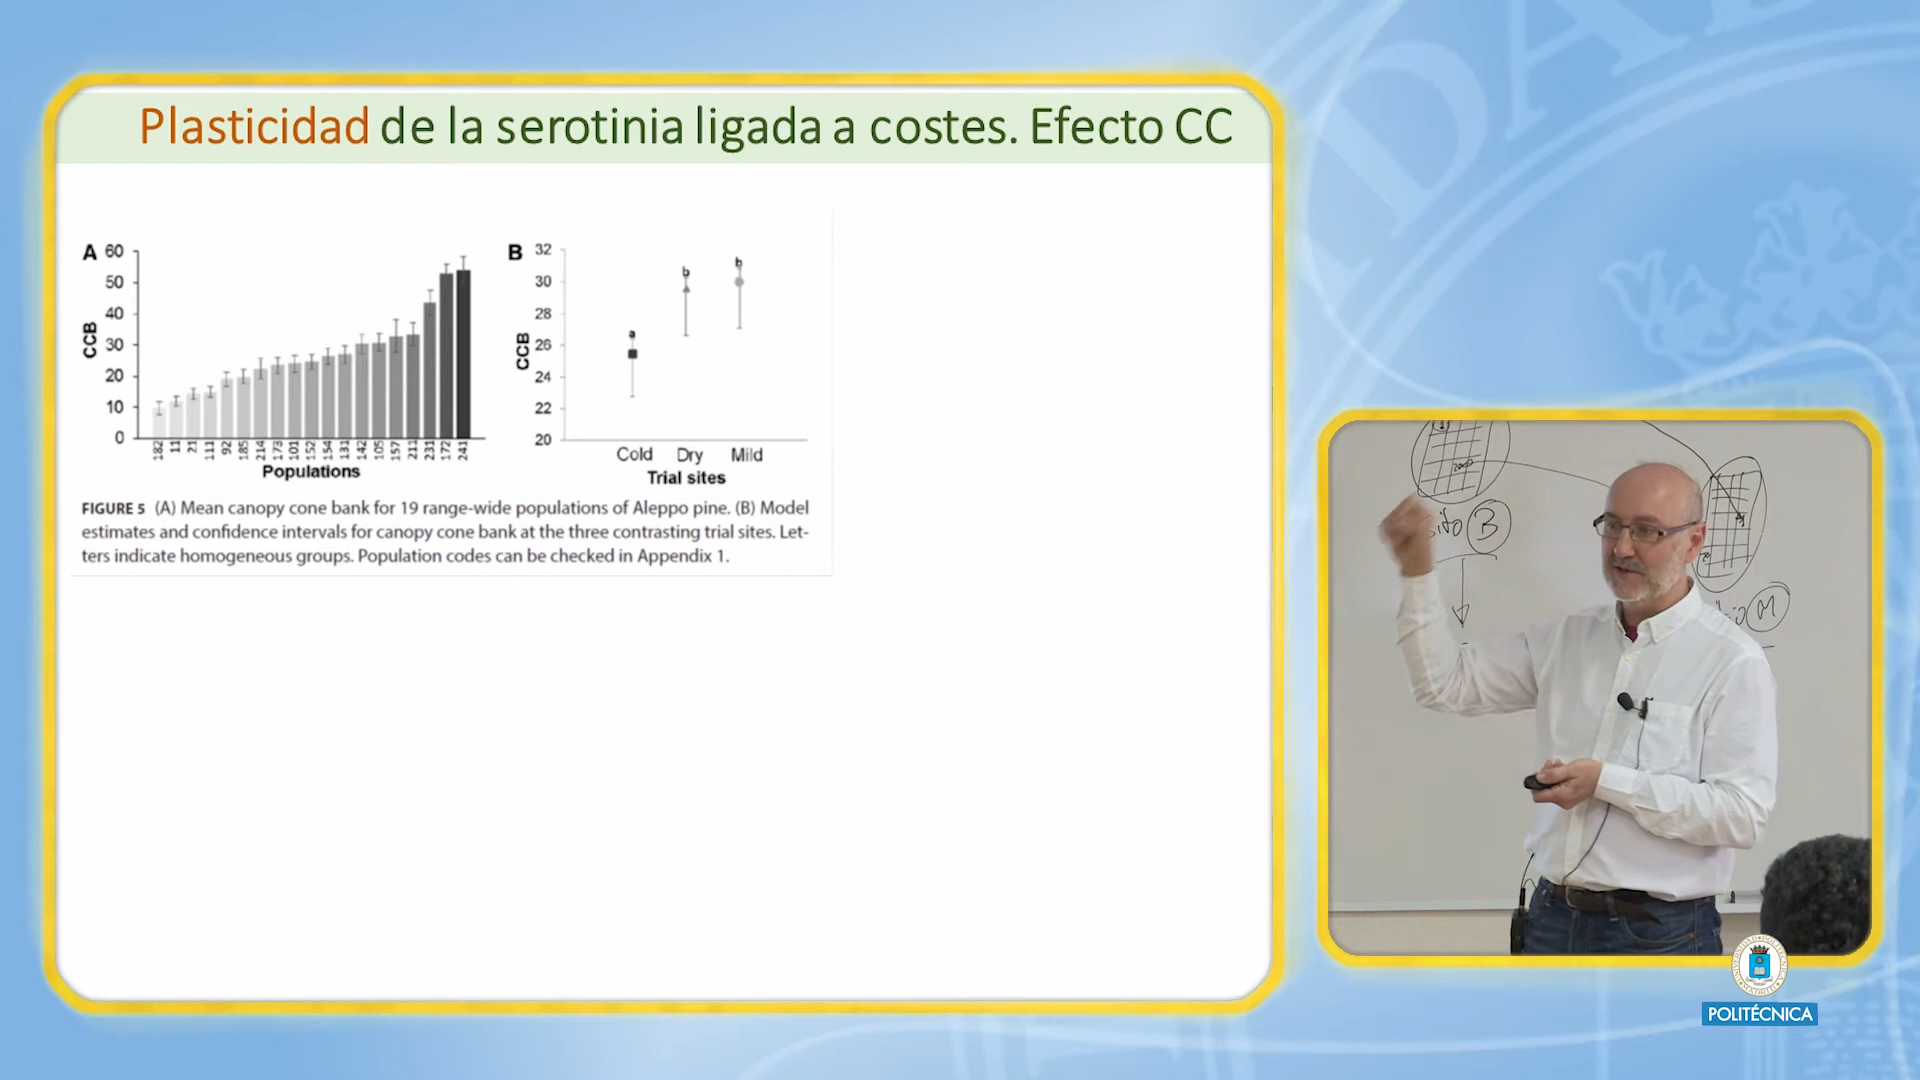 Plasticidad de la serotinia ligada a costes. Efecto CC
A
60
50
40
30
20
10
0
CCB
182 11 21 111 92 185 214 173 101 152 154 131 142 105 157 211 231 172 241
Populations
B
32
30
28
26
24
22
20
CCB
a
b
b
Cold Dry Mild
Trial sites
FIGURE 5 (A) Mean canopy cone bank for 19 range-wide populations of Aleppo pine. (B) Model
estimates and confidence intervals for canopy cone bank at the three contrasting trial sites. Let-
ters indicate homogeneous groups. Population codes can be checked in Appendix 1.
B
M
POLITÉCNICA